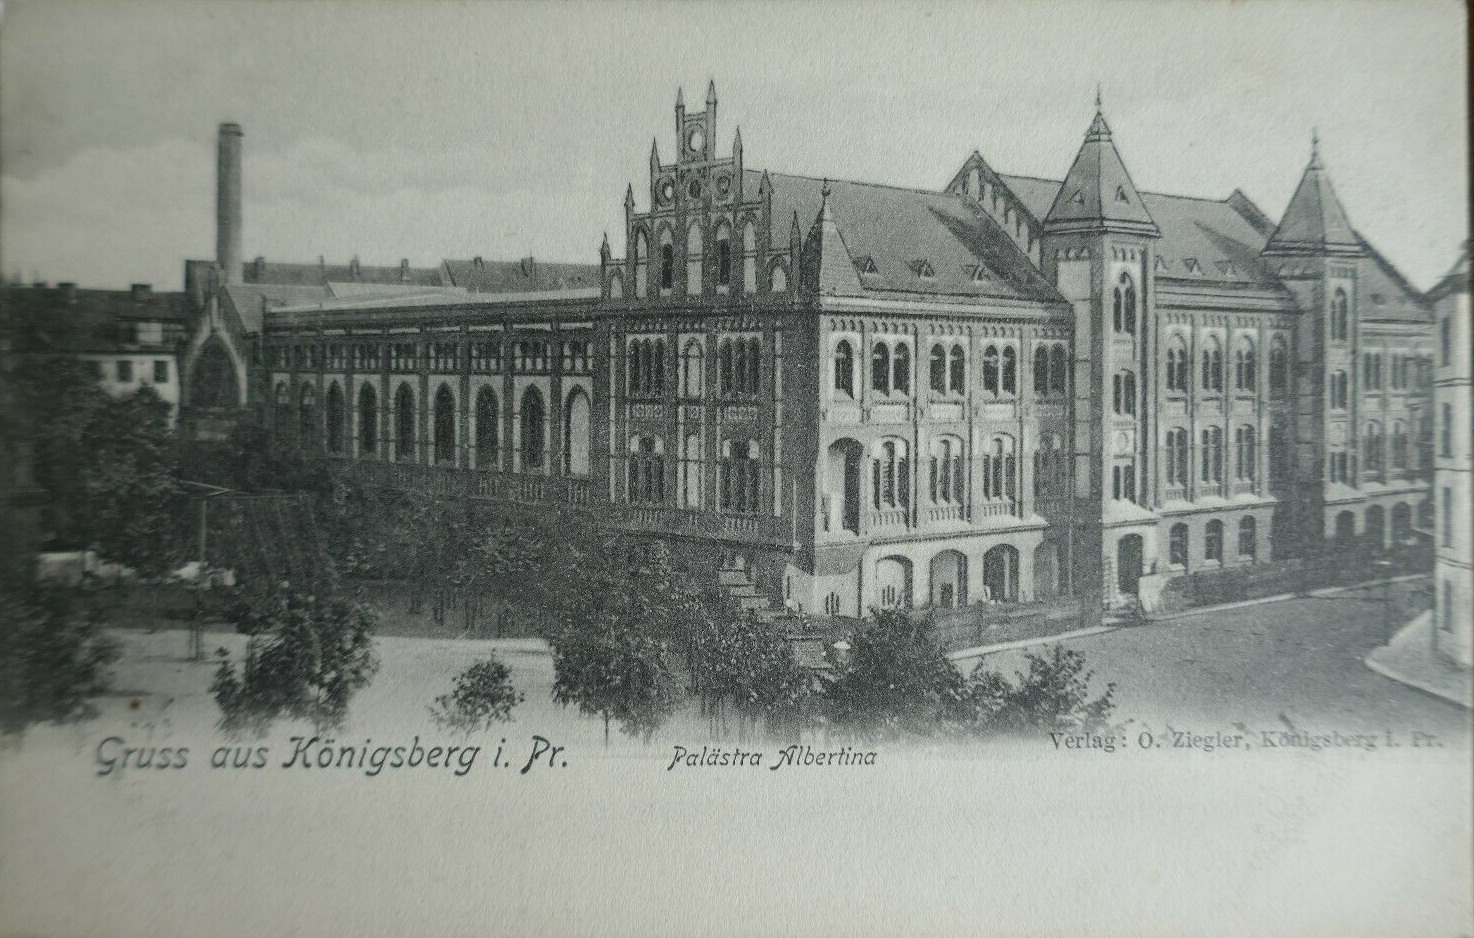 Gruss aus Königsberg i. Pr.
Palästra Albertina
Verlag: O. Ziegler, Königsberg i. Pr.